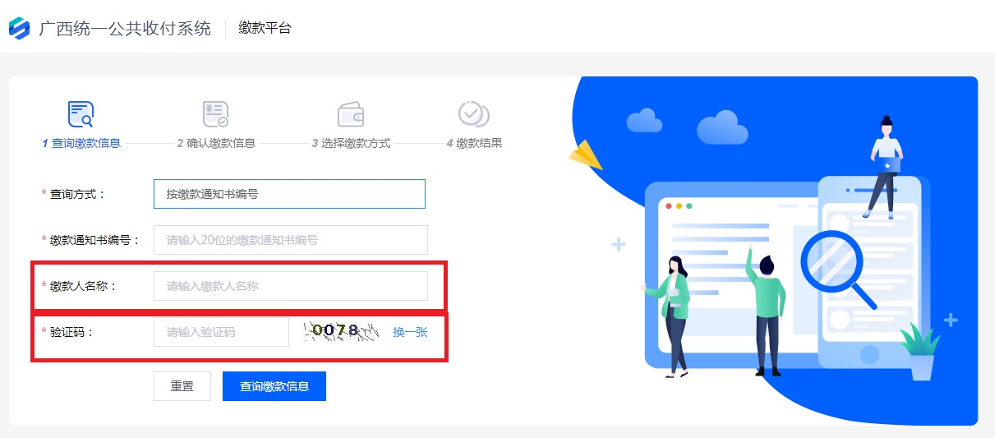 广西统一公共收付系统 缴款平台
1 查询缴款信息 2 确认缴款信息 3 选择缴款方式 4 缴款结果
* 查询方式： 按缴款通知书编号
* 缴款通知书编号： 请输入20位的缴款通知书编号
* 缴款人名称： 请输入缴款人名称
* 验证码： 请输入验证码 0078 换一张
重置 查询缴款信息